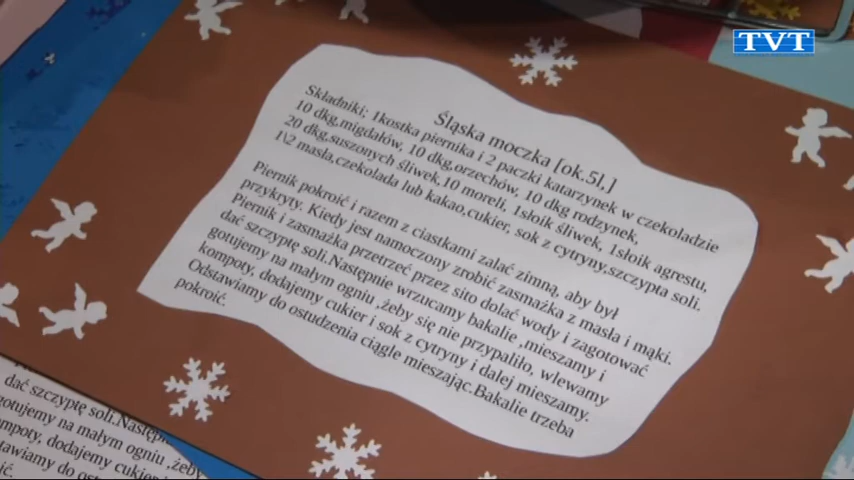 TVT
Śląska moczka [ok.5l,]
Składniki; 1kostka piernika i 2 paczki katarzynek w czekoladzie
10 dkg,migdałów, 10 dkg,orzechów, 10 dkg rodzynek,
20 dkg,suszonych śliwek,10 moreli, 1słoik śliwek, 1słoik agrestu,
1\2 masła,czekolada lub kakao,cukier, sok z cytryny,szczypta soli.
Piernik pokroić i razem z ciastkami zalać zimną, aby był
przykryty. Kiedy jest namoczony zrobić zasmażka z masła i mąki.
Piernik i zasmażka przetrzeć przez sito dolać wody i zagotować
dać szczyptę soli.Następnie wrzucamy bakalie ,mieszamy i
gotujemy na małym ogniu ,żeby się nie przypaliło, wlewamy
kompoty, dodajemy cukier i sok z cytryny i dalej mieszamy.
Odstawiamy do ostudzenia ciągle mieszając.Bakalie trzeba
pokroić.
dać szczyptę soli.Następ
gotujemy na małym ogniu ,żeby
ompoty, dodajemy cukier i
stawiamy do os